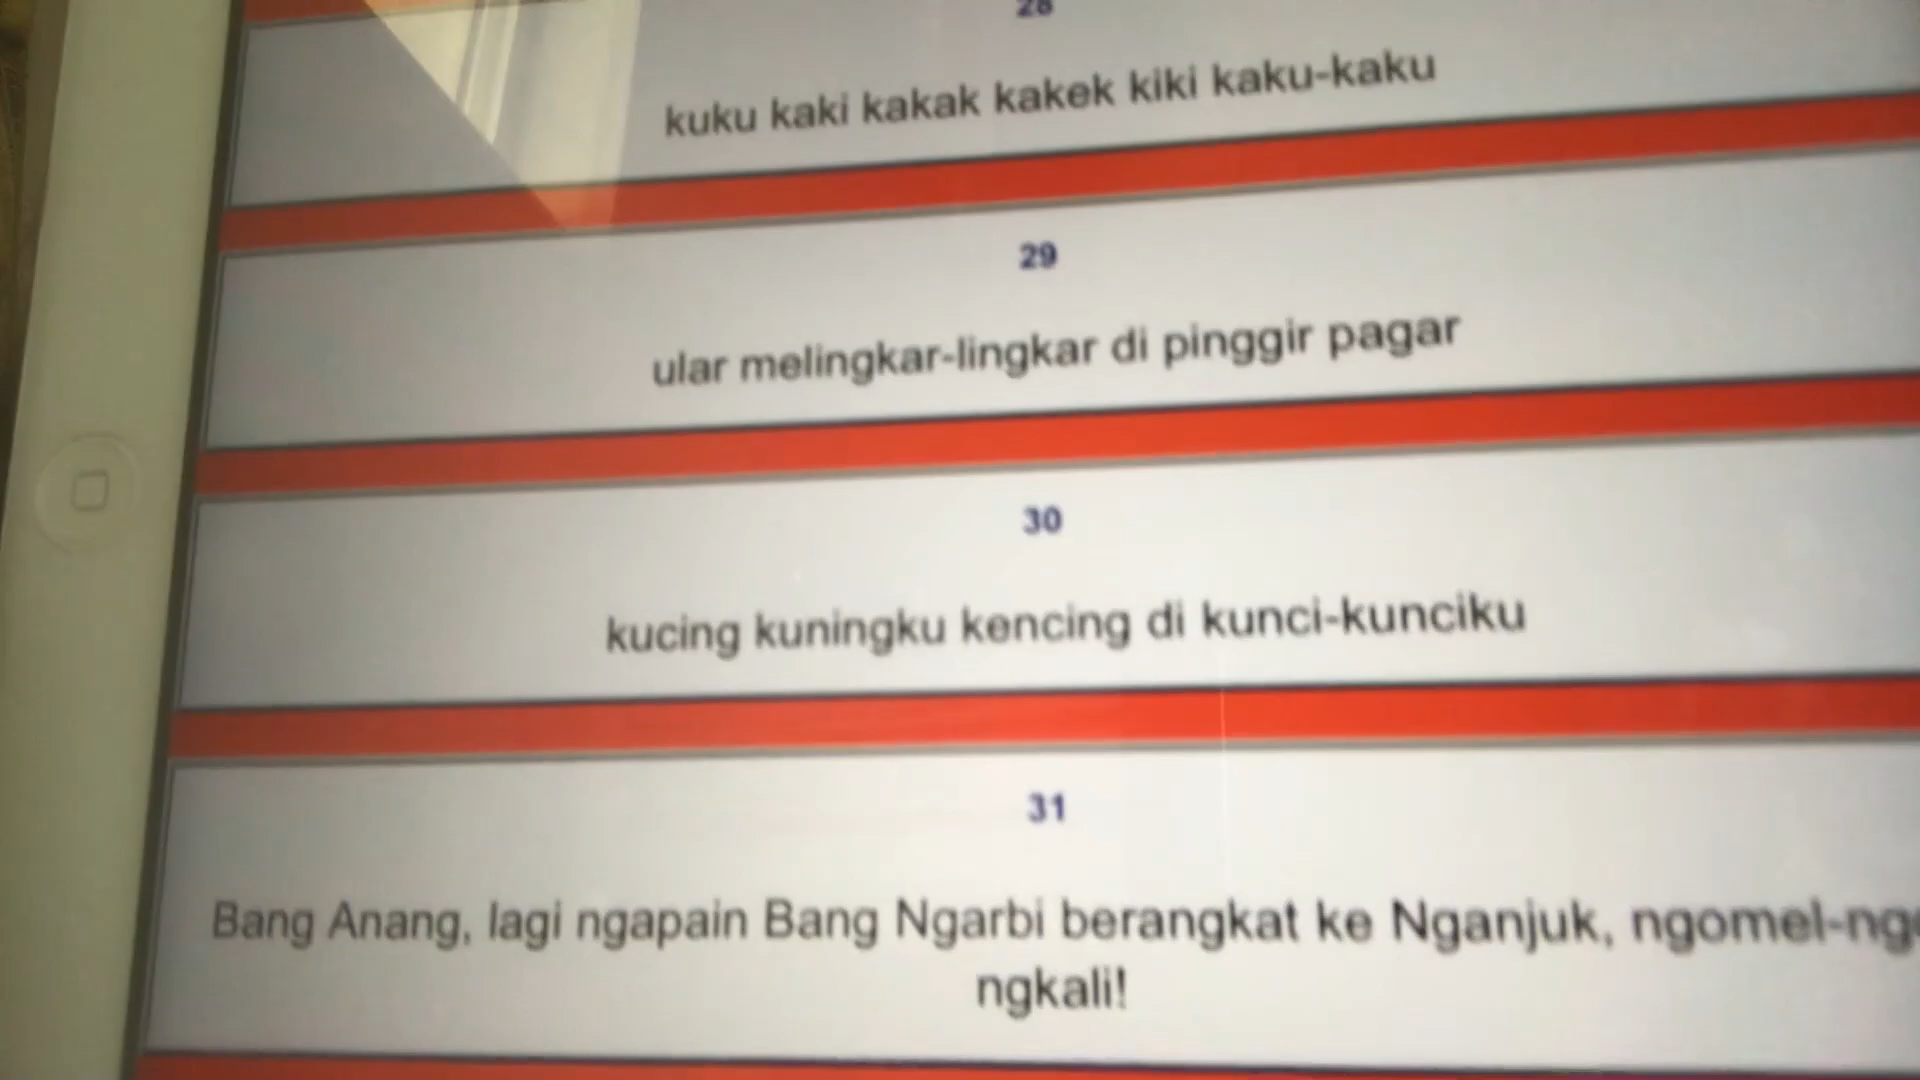 28
kuku kaki kakak kakek kiki kaku-kaku
29
ular melingkar-lingkar di pinggir pagar
30
kucing kuningku kencing di kunci-kunciku
31
Bang Anang, lagi ngapain Bang Ngarbi berangkat ke Nganjuk,
ngkali!